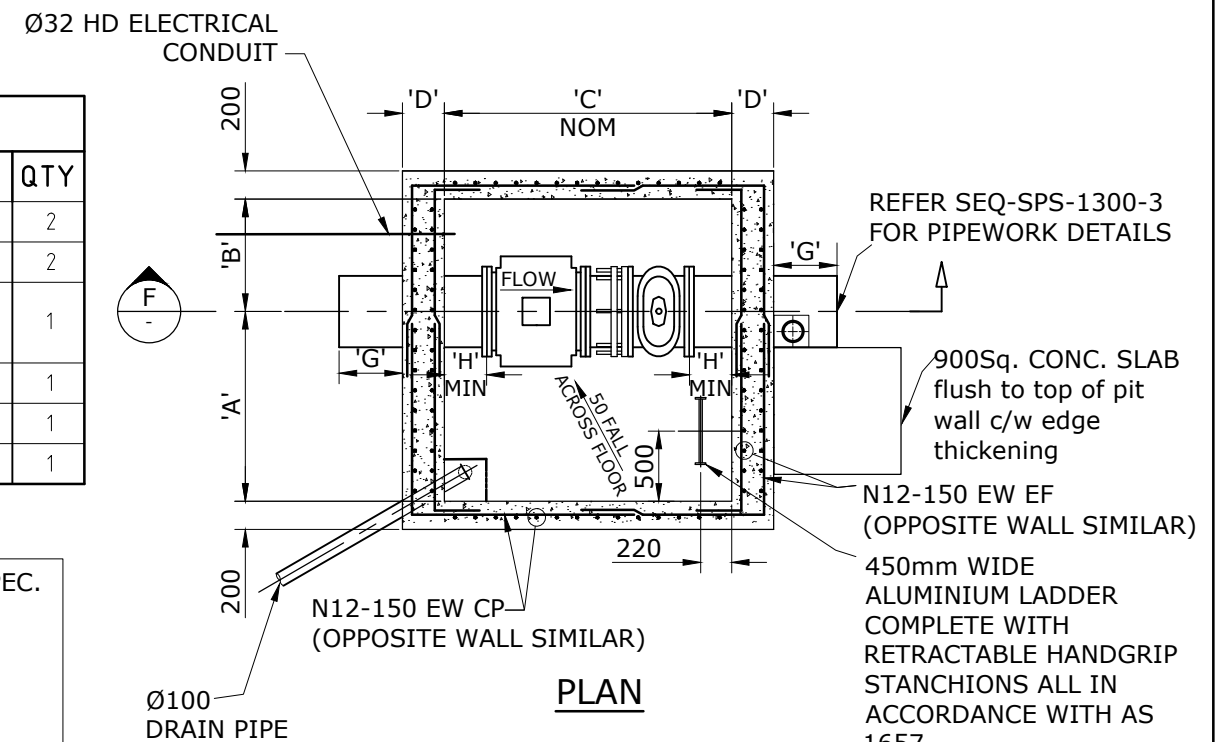 Ø32 HD ELECTRICAL
CONDUIT
QTY
2
2
1
1
1
1
200
'D'
'C'
NOM
'D'
'B'
'A'
F
-
FLOW
'G'
REFER SEQ-SPS-1300-3
FOR PIPEWORK DETAILS
'G'
'H'
MIN
'H'
MIN
50 FALL
ACROSS FLOOR
500
900Sq. CONC. SLAB
flush to top of pit
wall c/w edge
thickening
N12-150 EW EF
(OPPOSITE WALL SIMILAR)
220
200
N12-150 EW CP
(OPPOSITE WALL SIMILAR)
450mm WIDE
ALUMINIUM LADDER
COMPLETE WITH
RETRACTABLE HANDGRIP
STANCHIONS ALL IN
ACCORDANCE WITH AS
1657
Ø100
DRAIN PIPE
PLAN